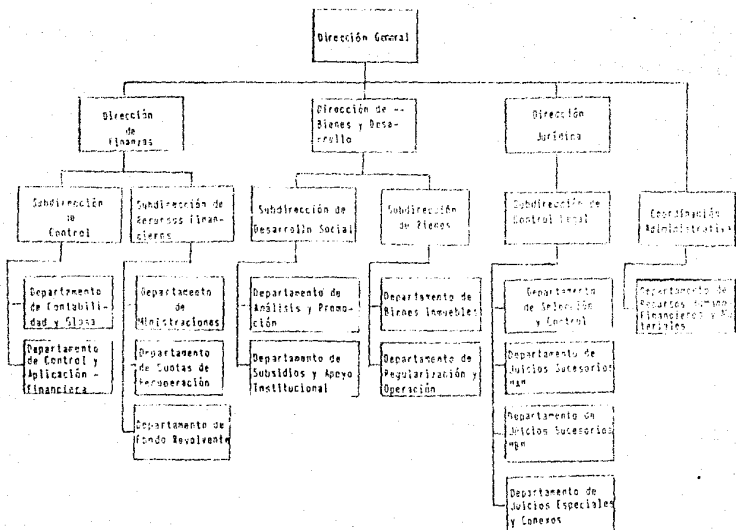 Dirección General
Dirección
de
Finanzas
Dirección de --
Bienes y Desa-
rrollo
Dirección
Jurídica
Subdirección
de
Control
Subdirección de
Recursos Finan-
cieros
Subdirección de
Desarrollo Social
Subdirección
de Bienes
Subdirección de
Control Legal
Coordinación
Administrativa
Departamento
de Contabili-
dad y Glosa
Departamento
de Control y
Aplicación -
Financiera
Departamento
de
Ministraciones
Departamento
de Cuotas de
Recuperación
Departamento de
Fondo Revolvente
Departamento de
Análisis y Promo-
ción
Departamento de
Subsidios y Apoyo
Institucional
Departamento de
Bienes Inmuebles
Departamento de
Regularización y
Operación
Departamento
de Selección
y Control
Departamento de
Juicios Sucesorios
"A"
Departamento de
Juicios Sucesorios
"B"
Departamento de
Juicios Especiales
y Conexos
Departamento de
Recursos Humanos
Financieros y Ma-
teriales